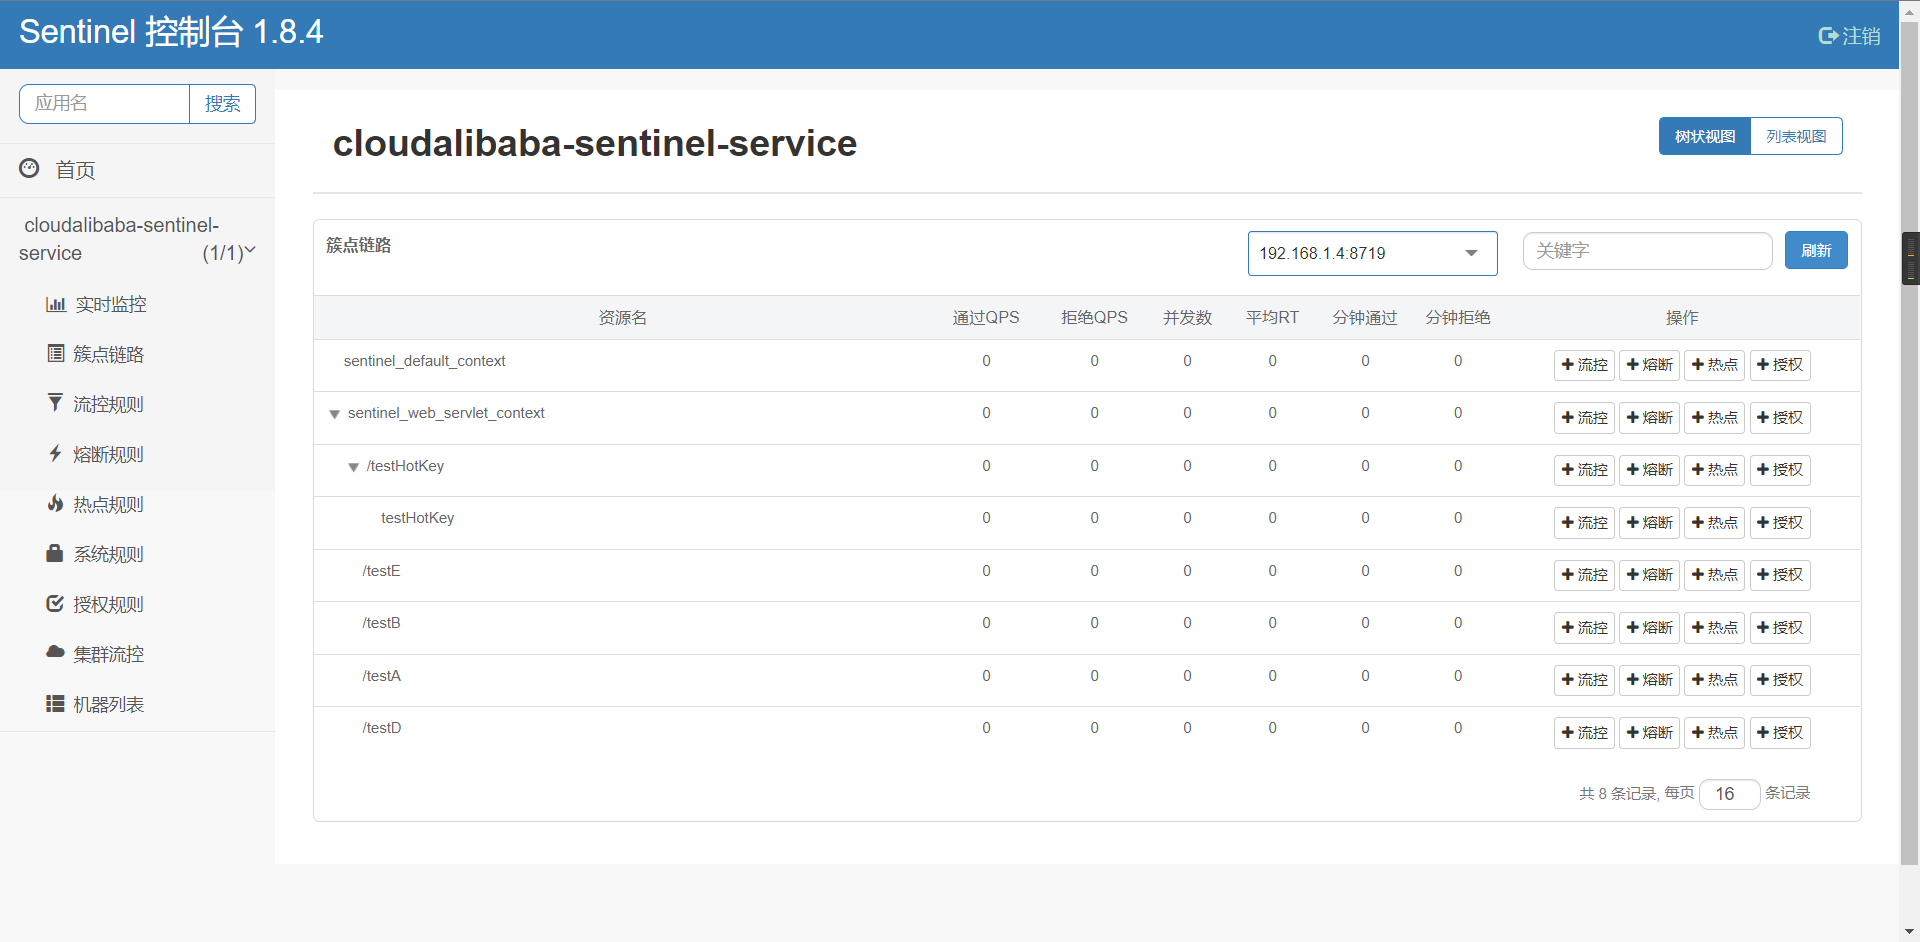 Sentinel 控制台 1.8.4
注销
应用名 搜索
首页
cloudalibaba-sentinel-
service (1/1)
实时监控
簇点链路
流控规则
熔断规则
热点规则
系统规则
授权规则
集群流控
机器列表
cloudalibaba-sentinel-service
树状视图 列表视图
簇点链路 192.168.1.4:8719 关键字 刷新
资源名 通过QPS 拒绝QPS 并发数 平均RT 分钟通过 分钟拒绝 操作
sentinel_default_context 0 0 0 0 0 0 流控 熔断 热点 授权
sentinel_web_servlet_context 0 0 0 0 0 0 流控 熔断 热点 授权
/testHotKey 0 0 0 0 0 0 流控 熔断 热点 授权
testHotKey 0 0 0 0 0 0 流控 熔断 热点 授权
/testE 0 0 0 0 0 0 流控 熔断 热点 授权
/testB 0 0 0 0 0 0 流控 熔断 热点 授权
/testA 0 0 0 0 0 0 流控 熔断 热点 授权
/testD 0 0 0 0 0 0 流控 熔断 热点 授权
共 8 条记录, 每页 16 条记录